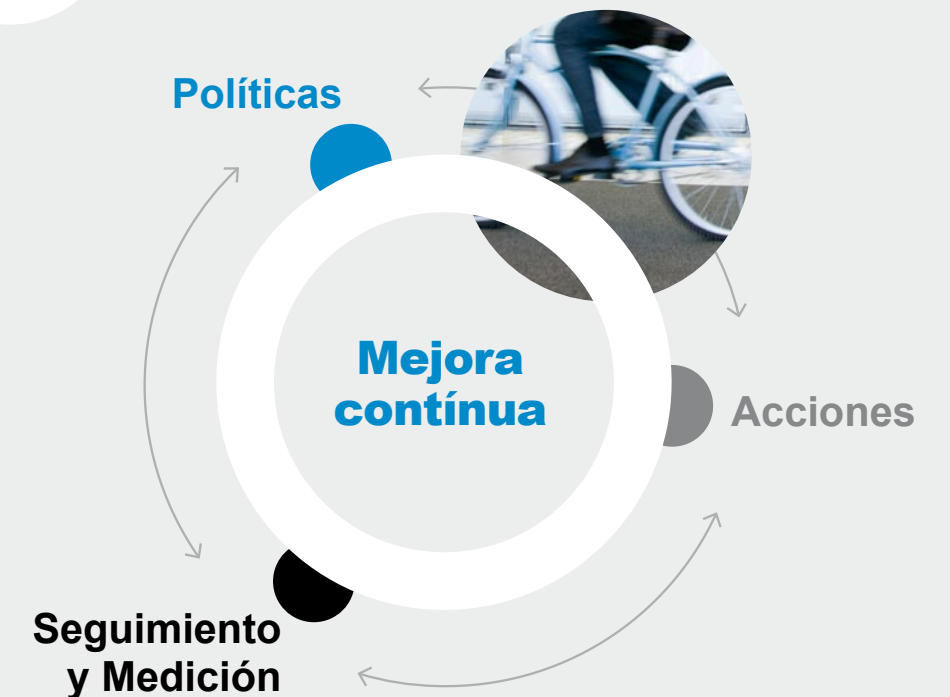 Políticas
Mejora
contínua
Acciones
Seguimiento
y Medición